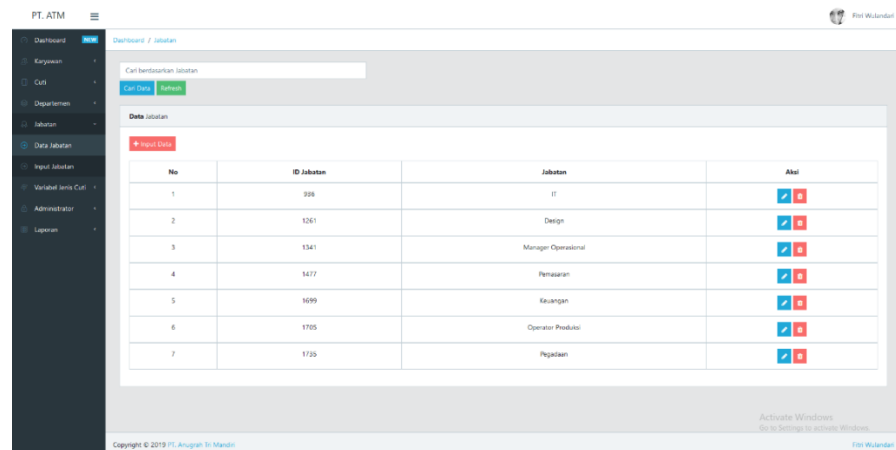 PT. ATM
Fitri Wulandari
Dashboard NEW
Dashboard / Jabatan
Karyawan
Cuti
Departemen
Jabatan
Data Jabatan
Input Jabatan
Variabel Jenis Cuti
Administrator
Laporan
Cari berdasarkan Jabatan
Cari Data Refresh
Data Jabatan
+ Input Data
No ID Jabatan Jabatan Aksi
1 986 IT
2 1261 Design
3 1341 Manager Operasional
4 1477 Pemasaran
5 1699 Keuangan
6 1705 Operator Produksi
7 1735 Pegadaan
Activate Windows
Go to Settings to activate Windows.
Copyright © 2019 PT. Anugrah Tri Mandiri
Fitri Wulandari